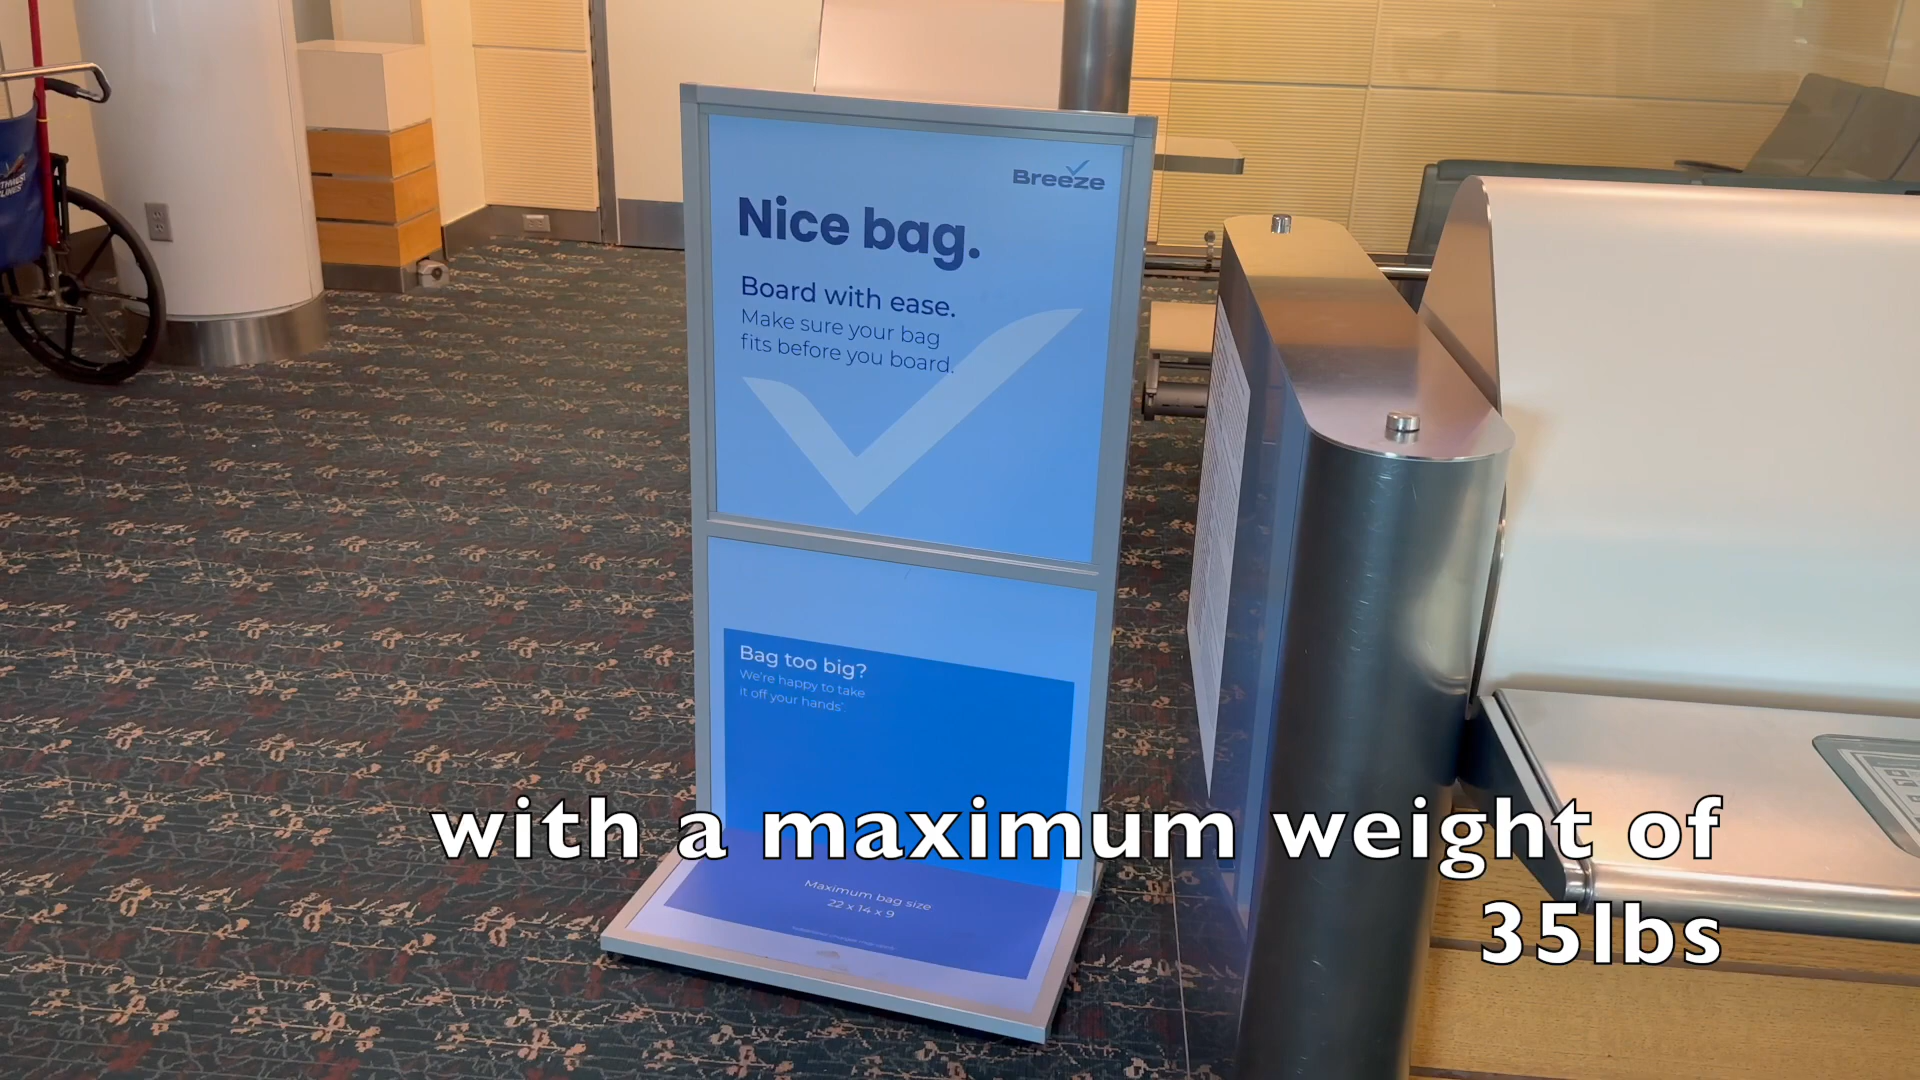 Breeze
Nice bag.
Board with ease.
Make sure your bag
fits before you board.
Bag too big?
We're happy to take
it off your hands*.
with a maximum weight of
35lbs
Maximum bag size
22 x 14 x 9